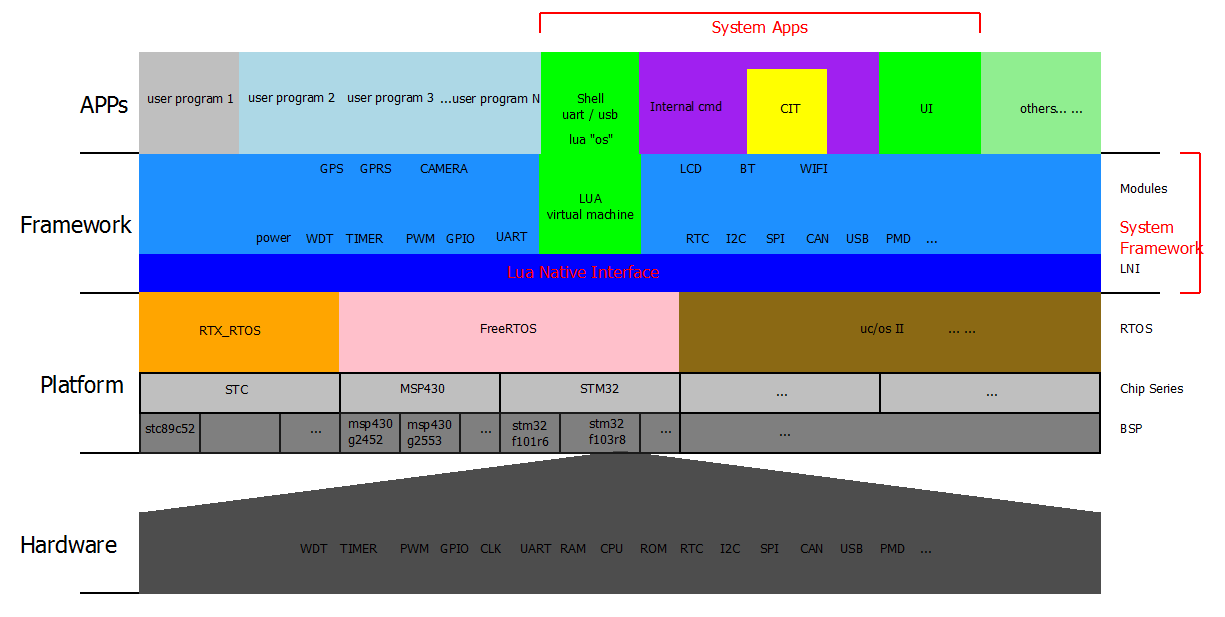 System Apps
APPs
user program 1
user program 2
user program 3
...user program N
Shell
uart / usb
lua "os"
Internal cmd
CIT
UI
others... ...
GPS
GPRS
CAMERA
LCD
BT
WIFI
Modules
LUA
virtual machine
Framework
System
Framework
power
WDT
TIMER
PWM
GPIO
UART
RTC
I2C
SPI
CAN
USB
PMD
...
Lua Native Interface
LNI
RTX_RTOS
FreeRTOS
uc/os II
... ...
RTOS
Platform
STC
MSP430
STM32
...
...
Chip Series
stc89c52
...
msp430
g2452
msp430
g2553
...
stm32
f101r6
stm32
f103r8
...
...
BSP
Hardware
WDT
TIMER
PWM
GPIO
CLK
UART
RAM
CPU
ROM
RTC
I2C
SPI
CAN
USB
PMD
...